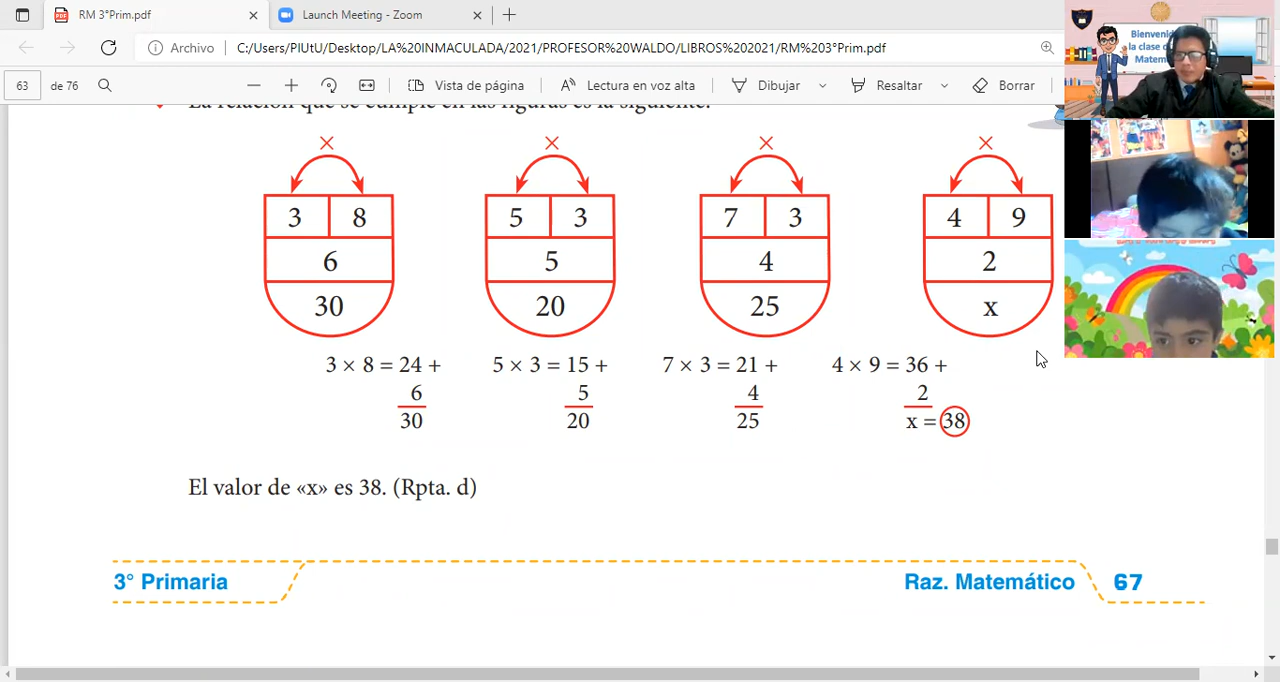 RM 3°Prim.pdf
Launch Meeting - Zoom
Archivo
C:/Users/PIUtU/Desktop/LA%20INMACULADA/2021/PROFESOR%20WALDO/LIBROS%202021/RM%203°Prim.pdf
63 de 76
Vista de página
Lectura en voz alta
Dibujar
Resaltar
Borrar
Bienvenid
la clase d
Matem
La relación que se cumple en las figuras es la siguiente:
× × × ×
3 8 5 3 7 3 4 9
6 5 4 2
30 20 25 x
3 × 8 = 24 + 5 × 3 = 15 + 7 × 3 = 21 + 4 × 9 = 36 +
6 5 4 2
30 20 25 x = 38
El valor de «x» es 38. (Rpta. d)
3° Primaria
Raz. Matemático 67